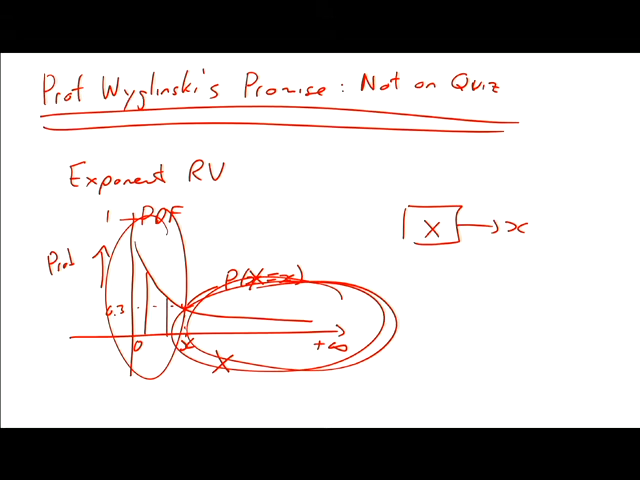 Prof Wyglinski's Promise: Not on Quiz
Exponent RV
1 PDF
Prob
P(X=x)
X x
0.3
0 x +∞
X